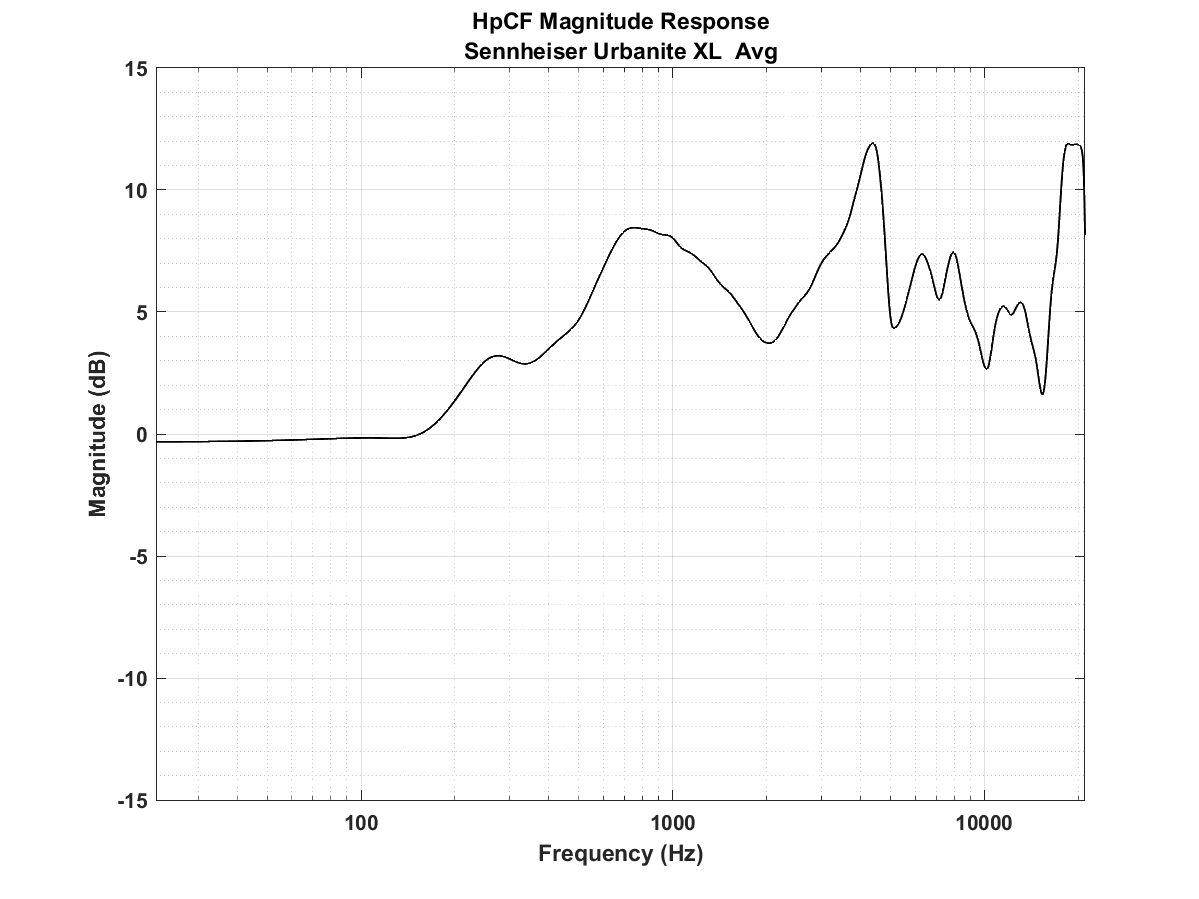 HpCF Magnitude Response
Sennheiser Urbanite XL  Avg
15
10
5
0
-5
-10
-15
Magnitude (dB)
100
1000
10000
Frequency (Hz)